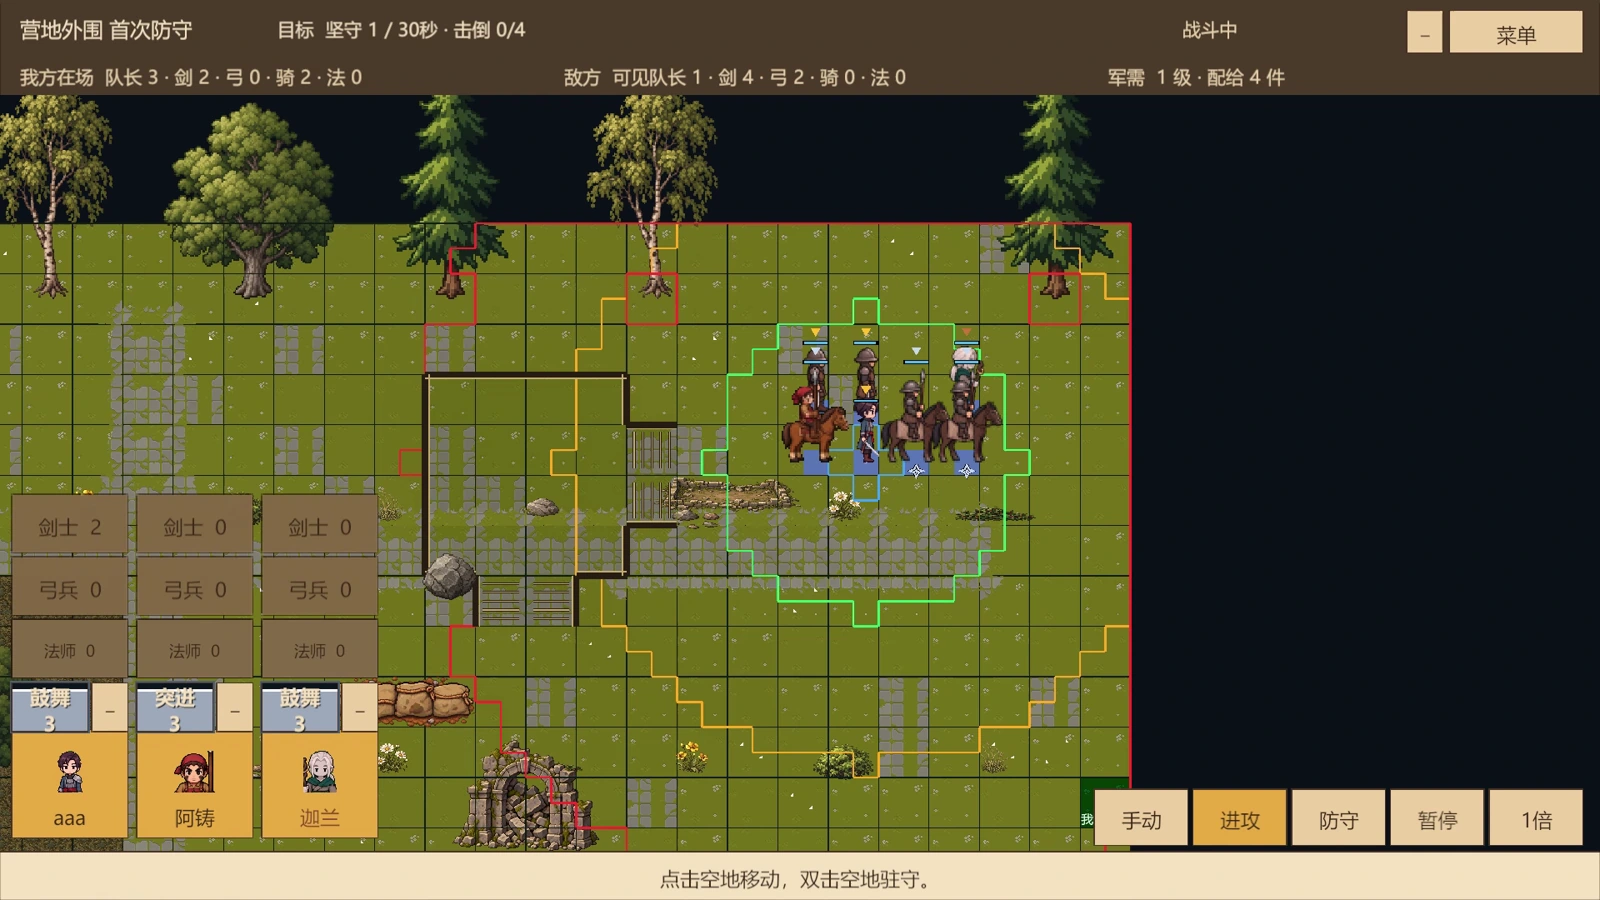 营地外围 首次防守
目标 坚守 1 / 30秒 · 击倒 0/4
战斗中
–
菜单
我方在场 队长 3 · 剑 2 · 弓 0 · 骑 2 · 法 0
敌方 可见队长 1 · 剑 4 · 弓 2 · 骑 0 · 法 0
军需 1 级 · 配给 4 件
剑士 2
剑士 0
剑士 0
弓兵 0
弓兵 0
弓兵 0
法师 0
法师 0
法师 0
鼓舞
3
–
突进
3
–
鼓舞
3
–
aaa
阿铸
迦兰
我
手动
进攻
防守
暂停
1倍
点击空地移动，双击空地驻守。